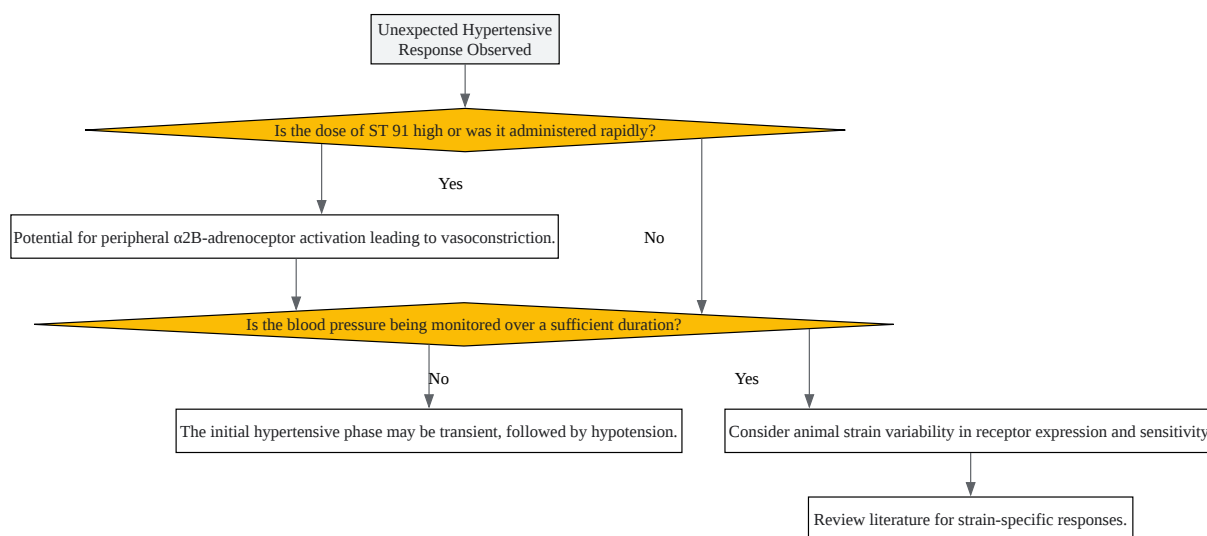 Unexpected Hypertensive
Response Observed
Is the dose of ST 91 high or was it administered rapidly?
Yes
Potential for peripheral α2B-adrenoceptor activation leading to vasoconstriction.
No
Is the blood pressure being monitored over a sufficient duration?
No
Yes
The initial hypertensive phase may be transient, followed by hypotension.
Consider animal strain variability in receptor expression and sensitivity
Review literature for strain-specific responses.